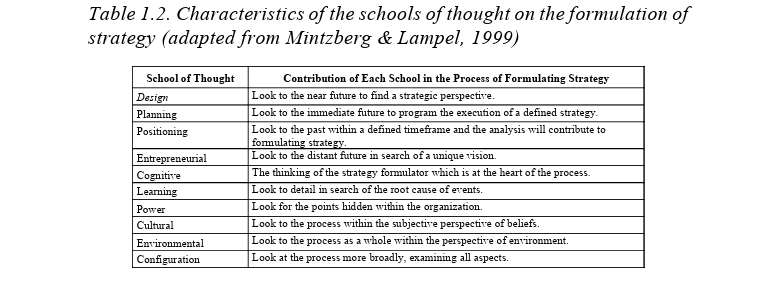 Table 1.2. Characteristics of the schools of thought on the formulation of
strategy (adapted from Mintzberg & Lampel, 1999)
School of Thought Contribution of Each School in the Process of Formulating Strategy
Design Look to the near future to find a strategic perspective.
Planning Look to the immediate future to program the execution of a defined strategy.
Positioning Look to the past within a defined timeframe and the analysis will contribute to
formulating strategy.
Entrepreneurial Look to the distant future in search of a unique vision.
Cognitive The thinking of the strategy formulator which is at the heart of the process.
Learning Look to detail in search of the root cause of events.
Power Look for the points hidden within the organization.
Cultural Look to the process within the subjective perspective of beliefs.
Environmental Look to the process as a whole within the perspective of environment.
Configuration Look at the process more broadly, examining all aspects.